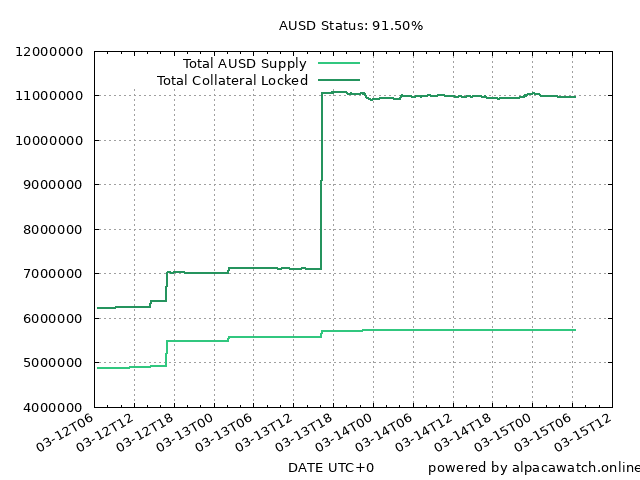 AUSD Status: 91.50%
12000000
Total AUSD Supply
Total Collateral Locked
11000000
10000000
9000000
8000000
7000000
6000000
5000000
4000000
03-12T06
03-12T12
03-12T18
03-13T00
03-13T06
03-13T12
03-13T18
03-14T00
03-14T06
03-14T12
03-14T18
03-15T00
03-15T06
03-15T12
DATE UTC+0
powered by alpacawatch.online